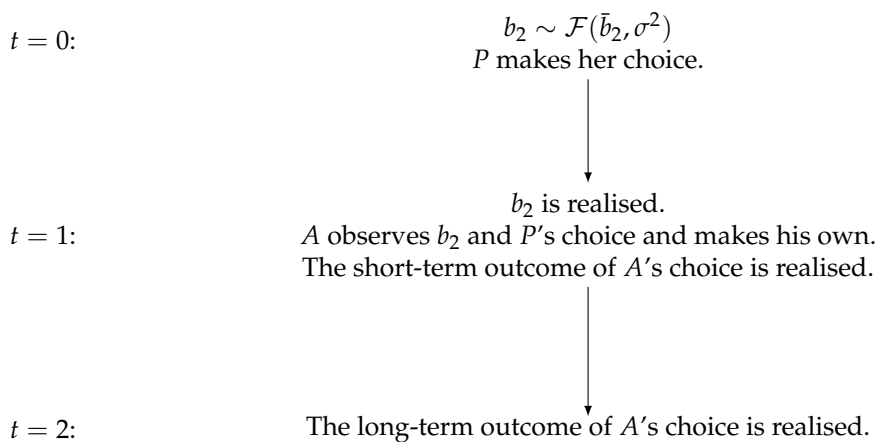 t = 0:
b̄₂ ∼ 𝓕(b̄₂, σ²)
P makes her choice.
b₂ is realised.
t = 1:
A observes b₂ and P's choice and makes his own.
The short-term outcome of A's choice is realised.
t = 2:
The long-term outcome of A's choice is realised.